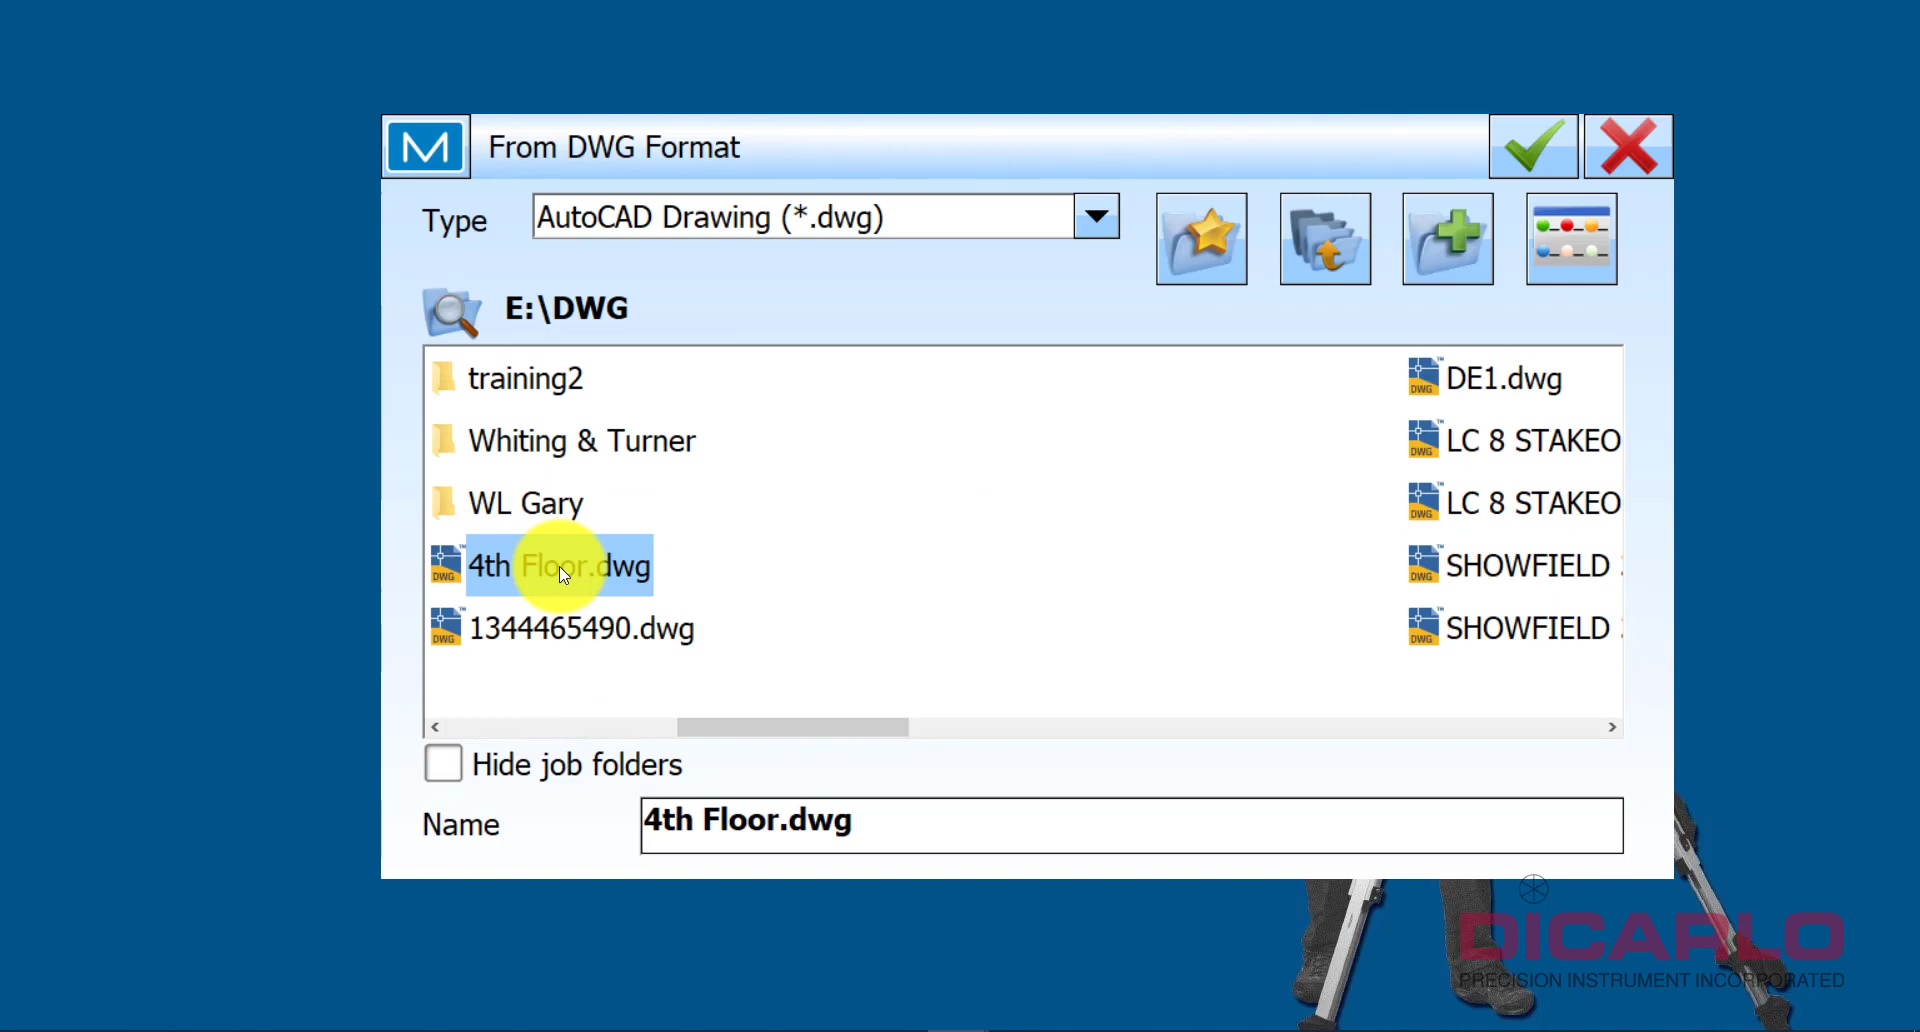 From DWG Format
Type
AutoCAD Drawing (*.dwg)
E:\DWG
training2
Whiting & Turner
WL Gary
4th Floor.dwg
1344465490.dwg
DE1.dwg
LC 8 STAKEO
LC 8 STAKEO
SHOWFIELD
SHOWFIELD
Hide job folders
Name
4th Floor.dwg
DICARLO
PRECISION INSTRUMENT INCORPORATED